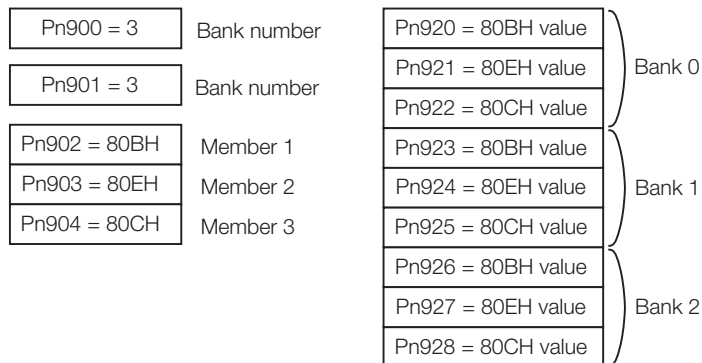 Pn900 = 3 Bank number
Pn901 = 3 Bank number
Pn902 = 80BH Member 1
Pn903 = 80EH Member 2
Pn904 = 80CH Member 3
Pn920 = 80BH value
Pn921 = 80EH value
Pn922 = 80CH value
Bank 0
Pn923 = 80BH value
Pn924 = 80EH value
Pn925 = 80CH value
Bank 1
Pn926 = 80BH value
Pn927 = 80EH value
Pn928 = 80CH value
Bank 2